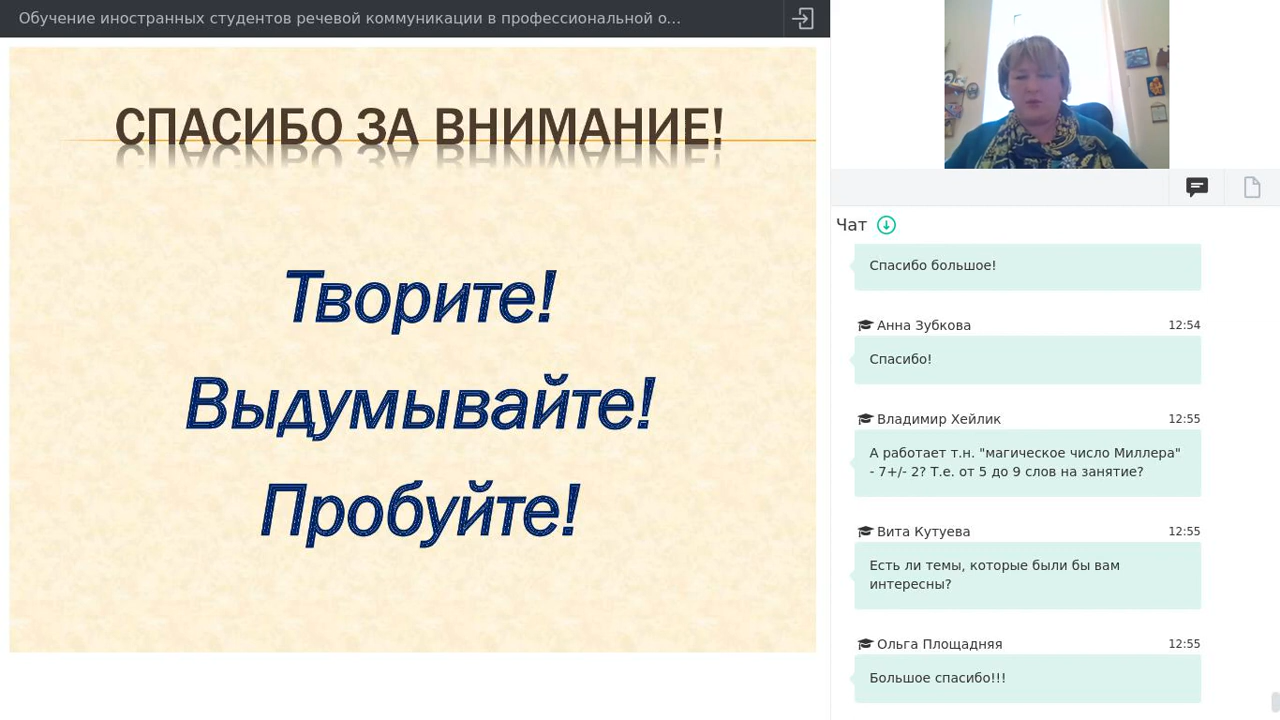 Обучение иностранных студентов речевой коммуникации в профессиональной о...
СПАСИБО ЗА ВНИМАНИЕ!
Творите!
Выдумывайте!
Пробуйте!
Чат
Спасибо большое!
Анна Зубкова 12:54
Спасибо!
Владимир Хейлик 12:55
А работает т.н. "магическое число Миллера"
- 7+/- 2? Т.е. от 5 до 9 слов на занятие?
Вита Кутуева 12:55
Есть ли темы, которые были бы вам
интересны?
Ольга Площадняя 12:55
Большое спасибо!!!